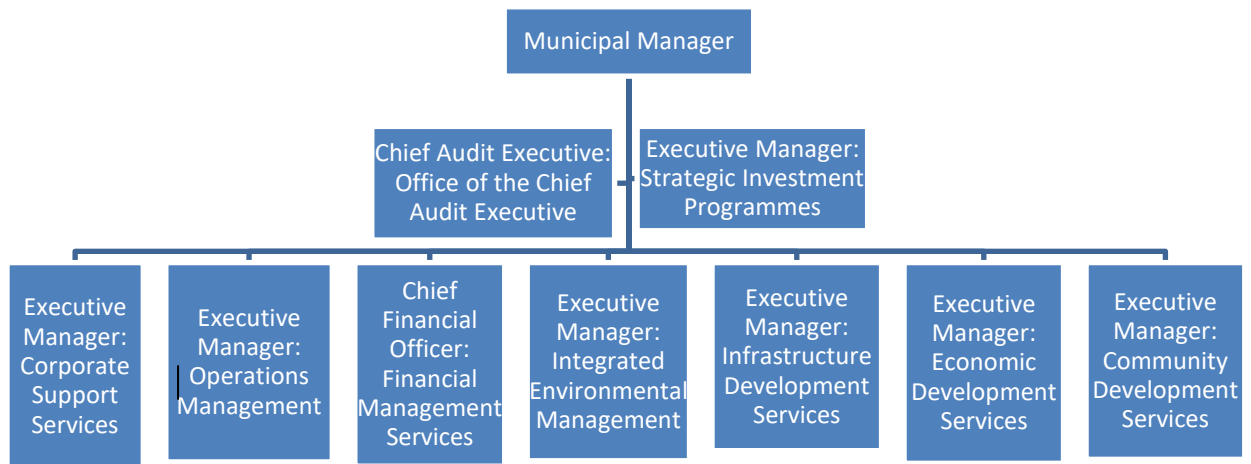 Municipal Manager
Chief Audit Executive:
Office of the Chief
Audit Executive
Executive Manager:
Strategic Investment
Programmes
Executive
Manager:
Corporate
Support
Services
Executive
Manager:
Operations
Management
Chief
Financial
Officer:
Financial
Management
Services
Executive
Manager:
Integrated
Environmental
Management
Executive
Manager:
Infrastructure
Development
Services
Executive
Manager:
Economic
Development
Services
Executive
Manager:
Community
Development
Services